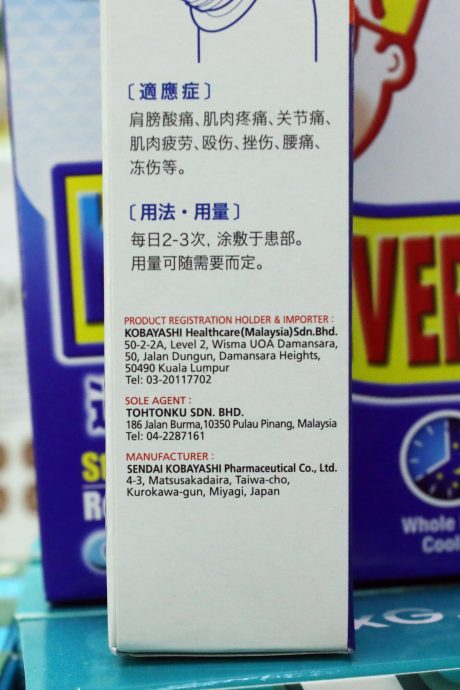 〔適應症〕
肩膀酸痛、肌肉疼痛、关节痛、
肌肉疲劳、殴伤、挫伤、腰痛、
冻伤等。
〔用法・用量〕
每日2-3次, 涂敷于患部。
用量可随需要而定。
PRODUCT REGISTRATION HOLDER & IMPORTER :
KOBAYASHI Healthcare(Malaysia)Sdn.Bhd.
50-2-2A, Level 2, Wisma UOA Damansara,
50, Jalan Dungun, Damansara Heights,
50490 Kuala Lumpur
Tel: 03-20117702
SOLE AGENT :
TOHTONKU SDN. BHD.
186 Jalan Burma,10350 Pulau Pinang, Malaysia
Tel: 04-2287161
MANUFACTURER :
SENDAI KOBAYASHI Pharmaceutical Co., Ltd.
4-3, Matsusakadaira, Taiwa-cho,
Kurokawa-gun, Miyagi, Japan
VER
Whole
Cool